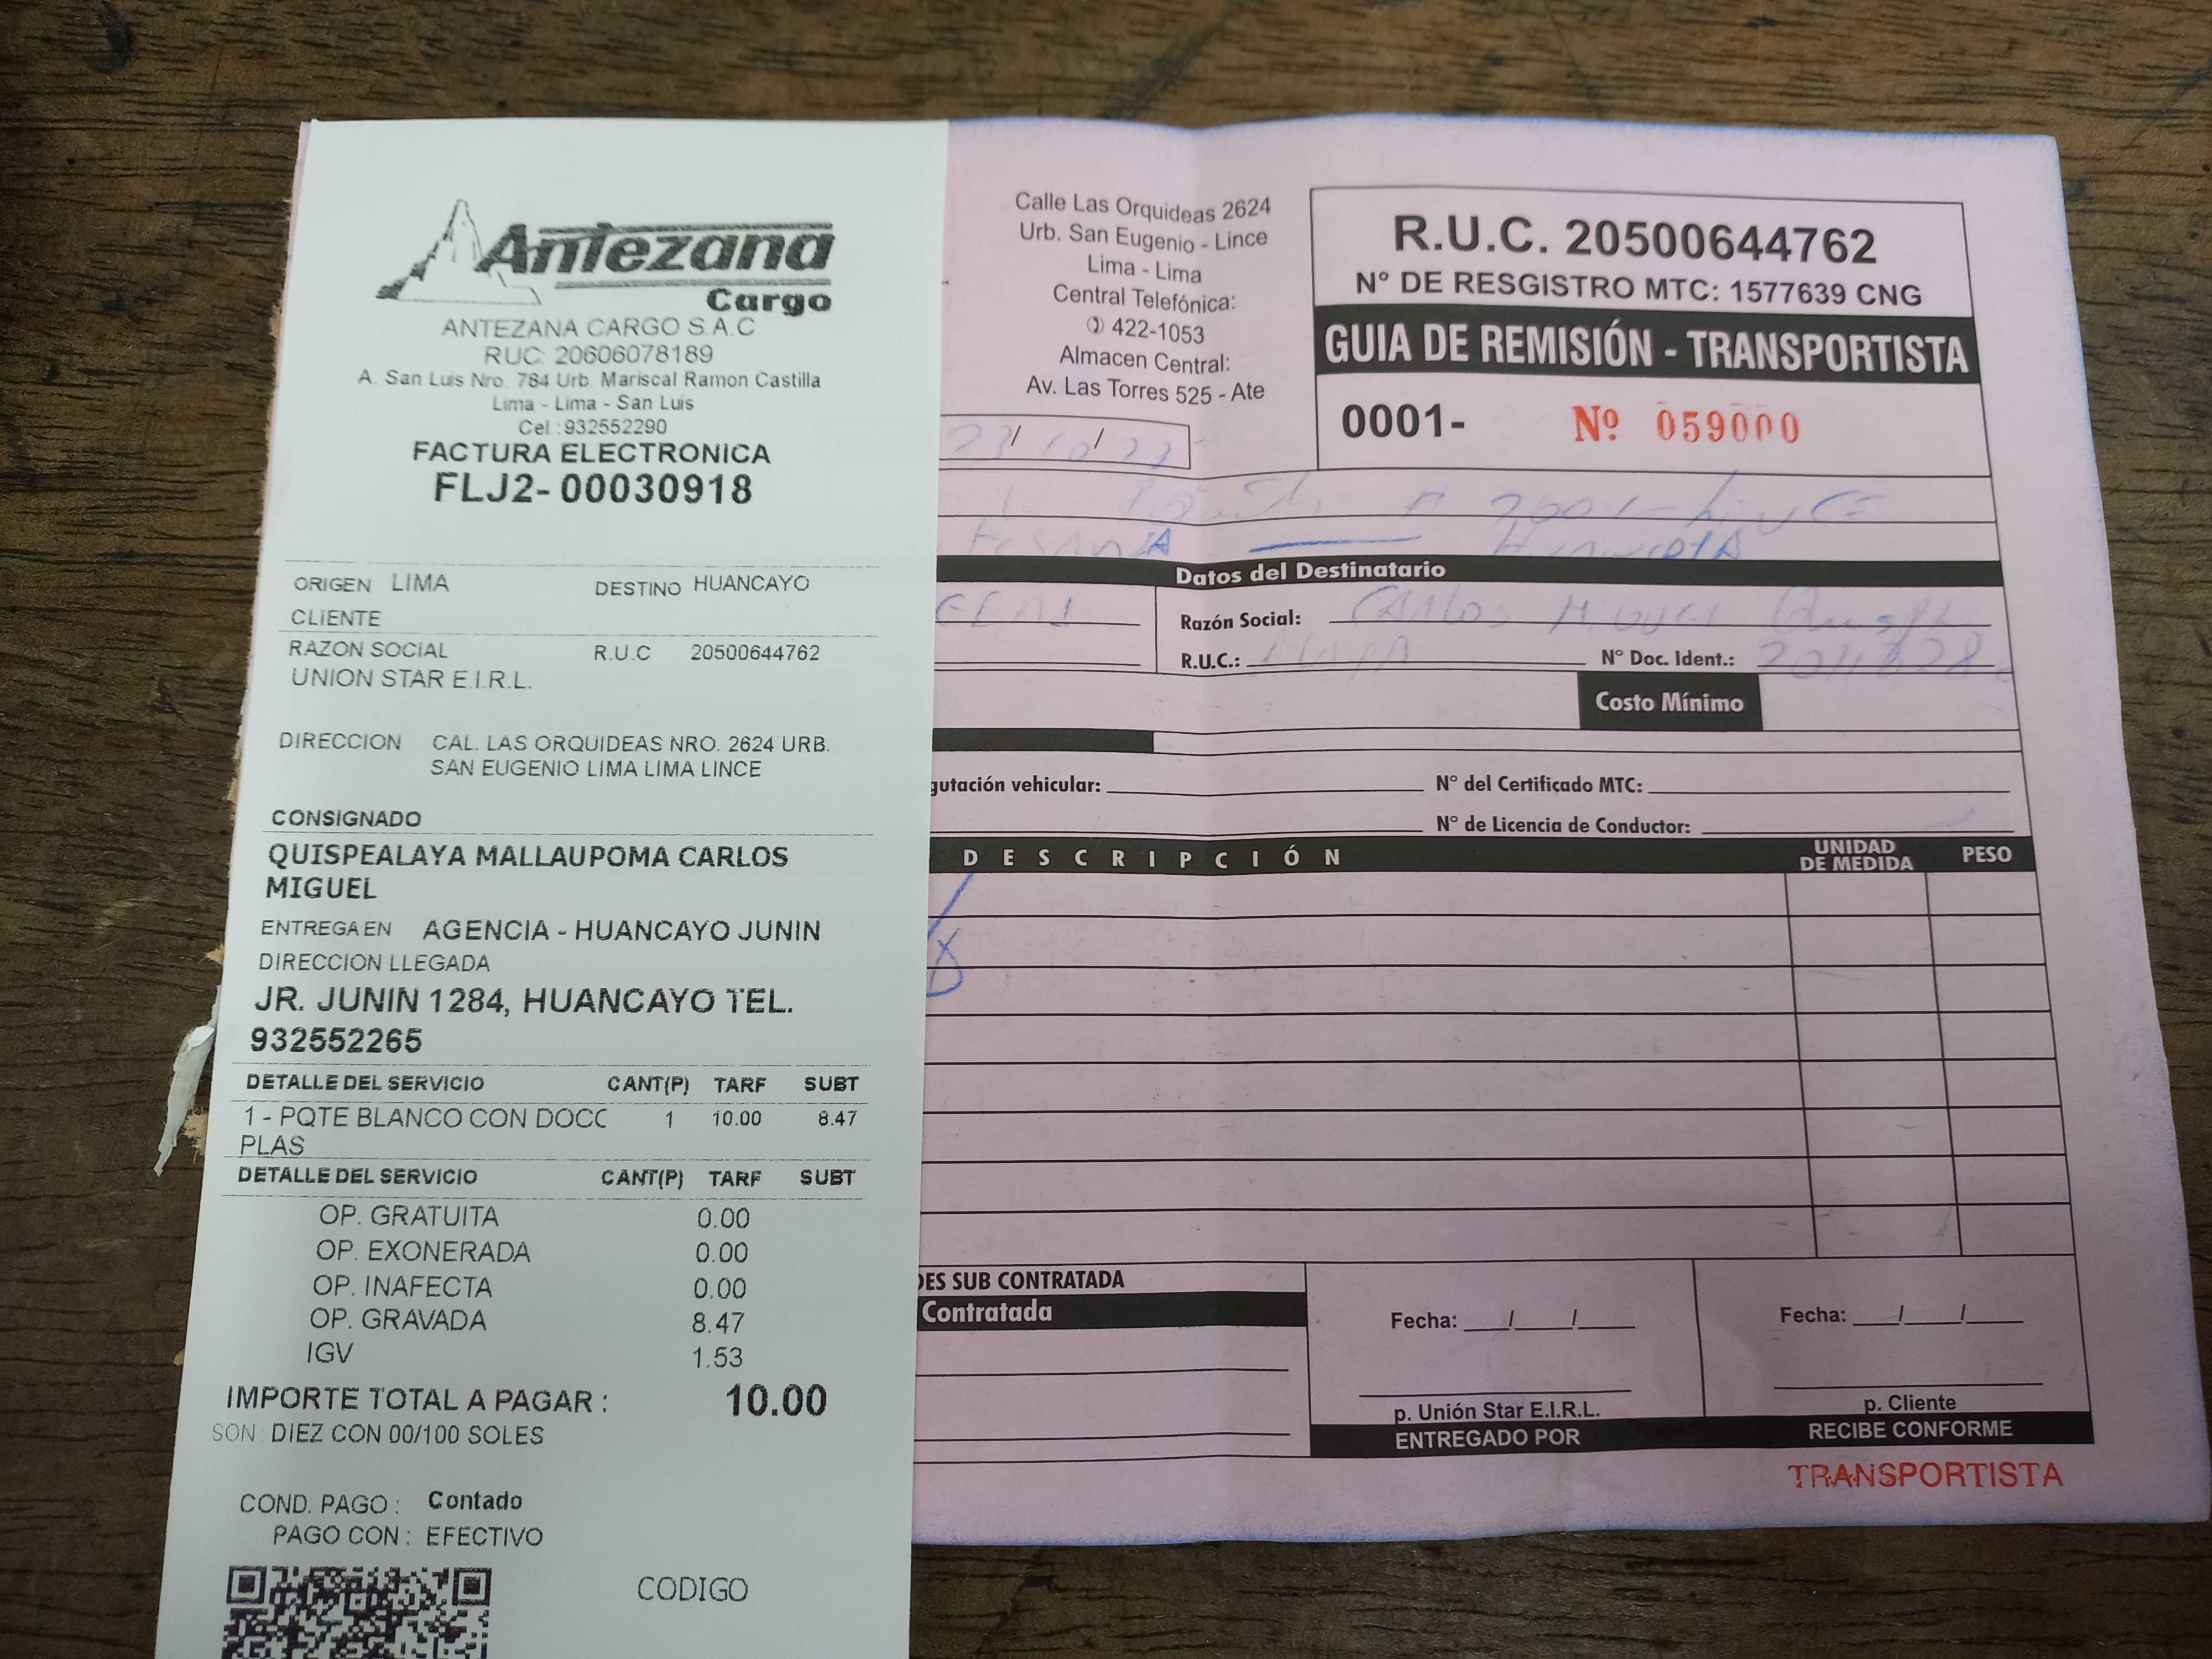 Antezana
Cargo
ANTEZANA CARGO S.A.C
RUC: 20606078189
A. San Luis Nro. 784 Urb. Mariscal Ramon Castilla
Lima - Lima - San Luis
Cel.:932552290
FACTURA ELECTRONICA
FLJ2- 00030918
ORIGEN LIMA DESTINO HUANCAYO
CLIENTE
RAZON SOCIAL R.U.C 20500644762
UNION STAR E.I.R.L.
DIRECCION CAL. LAS ORQUIDEAS NRO. 2624 URB.
SAN EUGENIO LIMA LIMA LINCE
CONSIGNADO
QUISPEALAYA MALLAUPOMA CARLOS
MIGUEL
ENTREGA EN AGENCIA - HUANCAYO JUNIN
DIRECCION LLEGADA
JR. JUNIN 1284, HUANCAYO TEL.
932552265
DETALLE DEL SERVICIO CANT(P) TARF SUBT
1 - PQTE BLANCO CON DOCC 1 10.00 8.47
PLAS
DETALLE DEL SERVICIO CANT(P) TARF SUBT
OP. GRATUITA 0.00
OP. EXONERADA 0.00
OP. INAFECTA 0.00
OP. GRAVADA 8.47
IGV 1.53
IMPORTE TOTAL A PAGAR : 10.00
SON: DIEZ CON 00/100 SOLES
COND. PAGO : Contado
PAGO CON : EFECTIVO
CODIGO
Calle Las Orquideas 2624
Urb. San Eugenio - Lince
Lima - Lima
Central Telefónica:
422-1053
Almacen Central:
Av. Las Torres 525 - Ate
R.U.C. 20500644762
N° DE RESGISTRO MTC: 1577639 CNG
GUIA DE REMISIÓN - TRANSPORTISTA
0001- Nº 059000
23/10/23
2001 - LINCE
Datos del Destinatario
Razón Social: CARLOS MIGUEL
R.U.C.: N° Doc. Ident.:
Costo Mínimo
gutación vehicular: N° del Certificado MTC:
N° de Licencia de Conductor:
DESCRIPCIÓN UNIDAD DE MEDIDA PESO
DES SUB CONTRATADA
Contratada
Fecha: / / Fecha: / /
p. Unión Star E.I.R.L. p. Cliente
ENTREGADO POR RECIBE CONFORME
TRANSPORTISTA